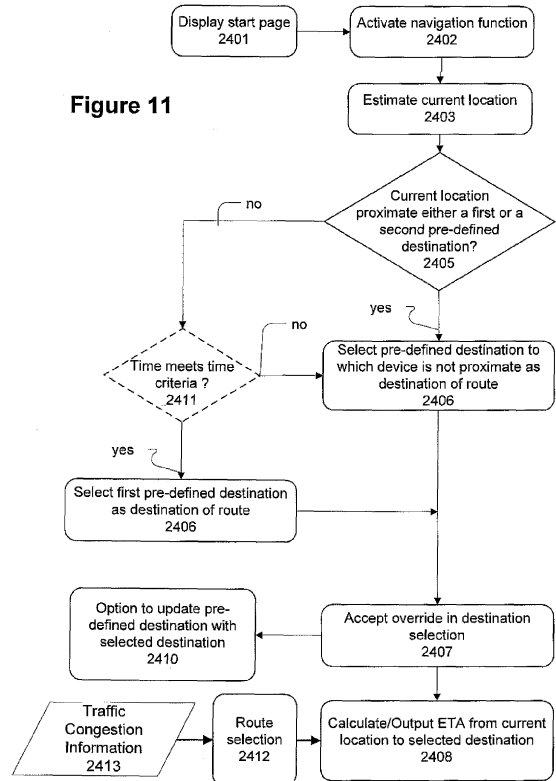 Display start page
2401
Activate navigation function
2402
Figure 11
Estimate current location
2403
Current location
proximate either a first or a
second pre-defined
destination?
2405
no
yes
no
Time meets time
criteria ?
2411
Select pre-defined destination to
which device is not proximate as
destination of route
2406
yes
Select first pre-defined destination
as destination of route
2406
Option to update pre-
defined destination with
selected destination
2410
Accept override in destination
selection
2407
Traffic
Congestion
Information
2413
Route
selection
2412
Calculate/Output ETA from current
location to selected destination
2408